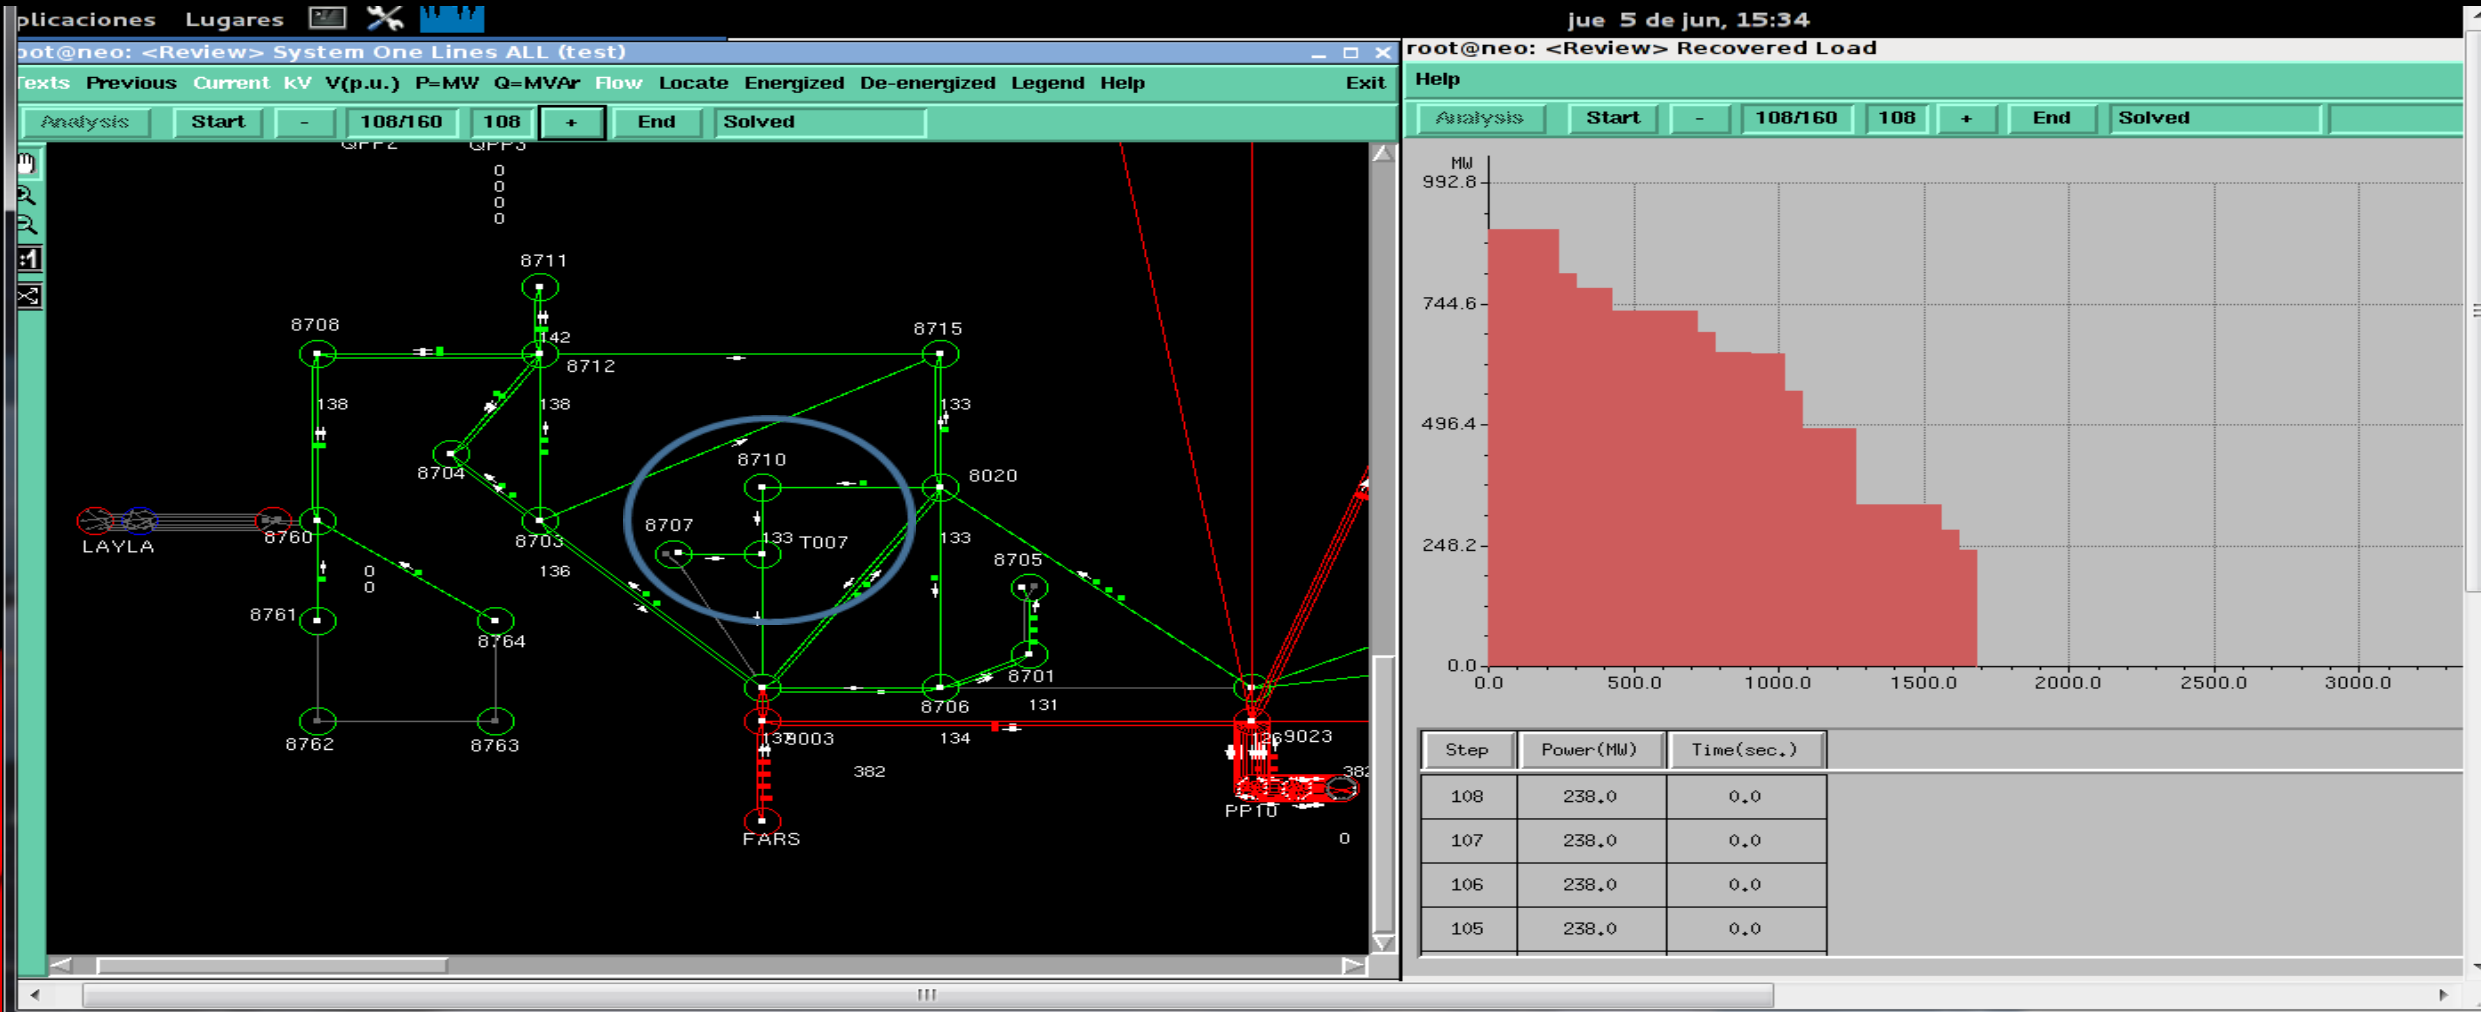 plicaciones Lugares
jue 5 de jun, 15:34
oot@neo: <Review> System One Lines ALL (test)
Texts Previous Current kV V(p.u.) P=MW Q=MVAr Flow Locate Energized De-energized Legend Help Exit
Analysis Start - 108/160 108 + End Solved
QPP2 QPP3
0
0
0
0
8711
142
8708
8712
8715
138
138
133
8704
8710
8020
8707
133 T007
133
LAYLA
8760
8703
136
8705
0
0
8761
8764
8701
8706
131
8762
8763
9003
134
9023
382
382
PP10
FARS
0
root@neo: <Review> Recovered Load
Help
Analysis Start - 108/160 108 + End Solved
MW
992.8
744.6
496.4
248.2
0.0
0.0 500.0 1000.0 1500.0 2000.0 2500.0 3000.0
Step Power(MW) Time(sec.)
108 238.0 0.0
107 238.0 0.0
106 238.0 0.0
105 238.0 0.0